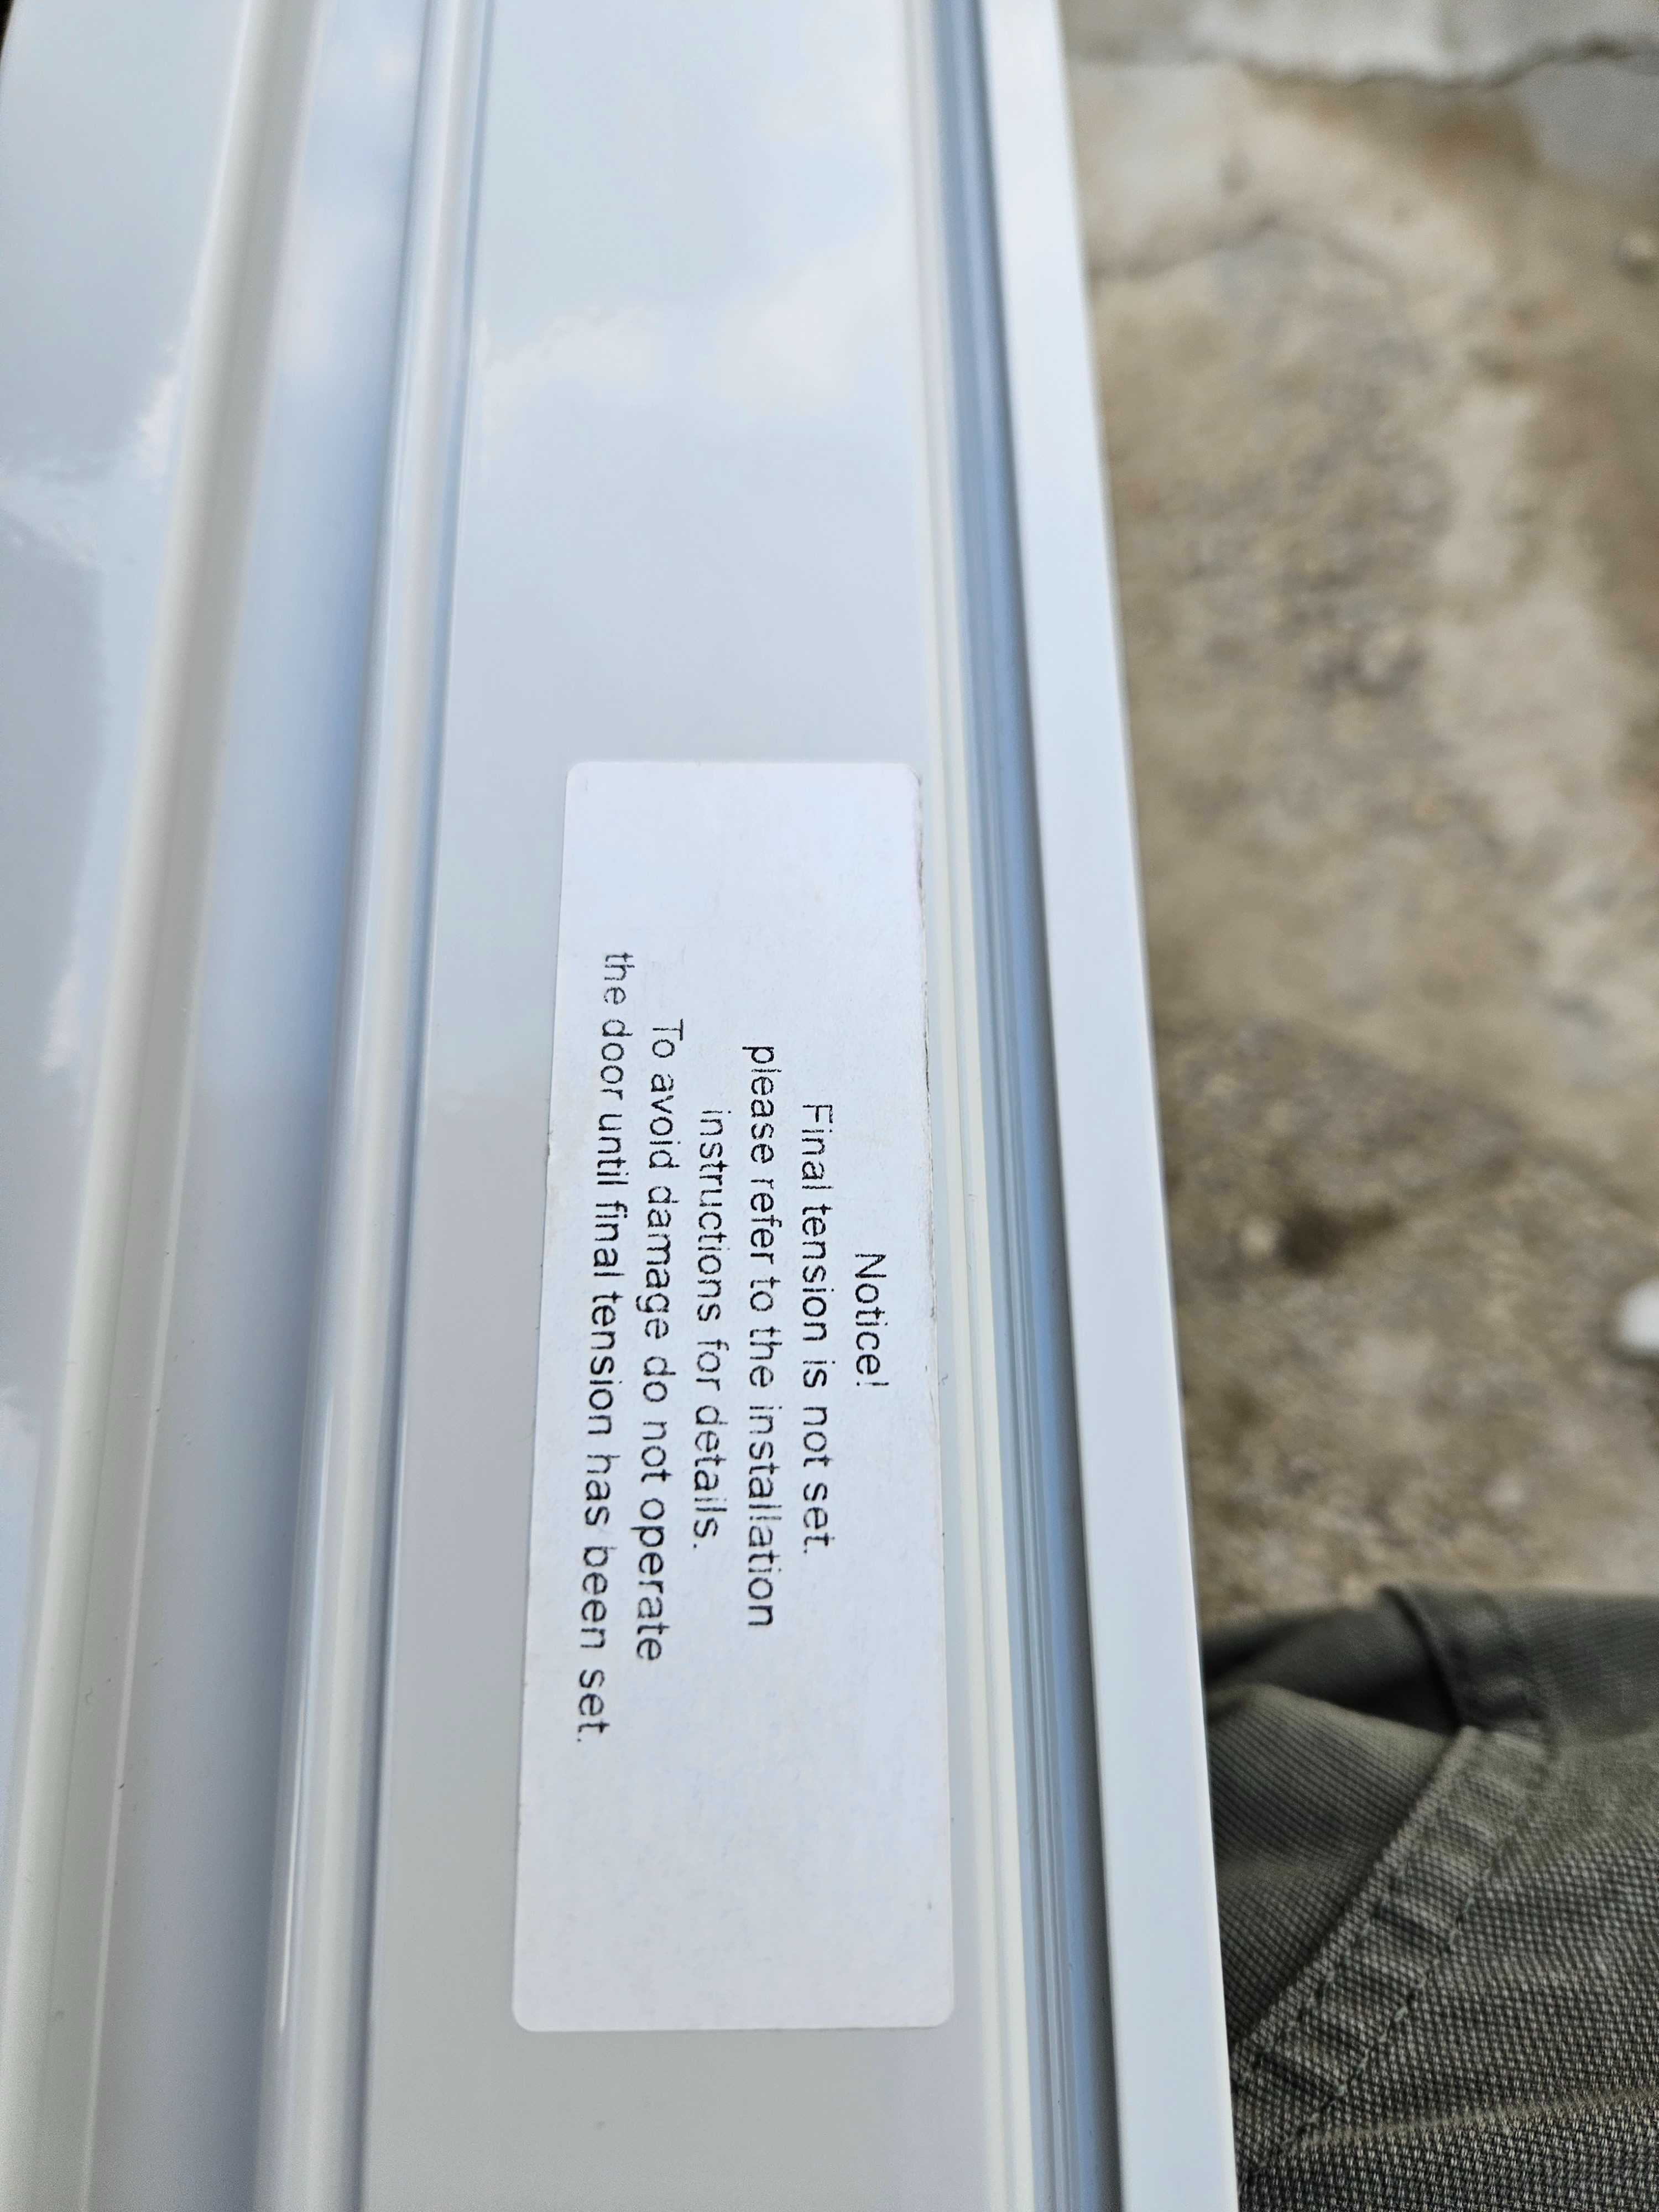 Notice!
Final tension is not set.
please refer to the installation
instructions for details.
To avoid damage do not operate
the door until final tension has been set.